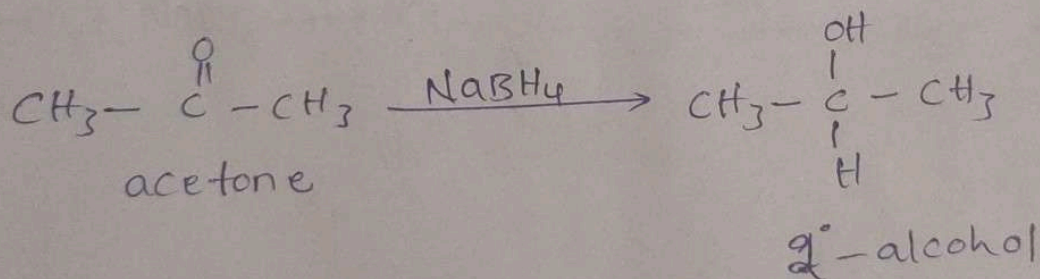 O
||
CH3- C - CH3 NaBH4 → CH3 - C - CH3
OH
|
|
H
acetone
2° - alcohol